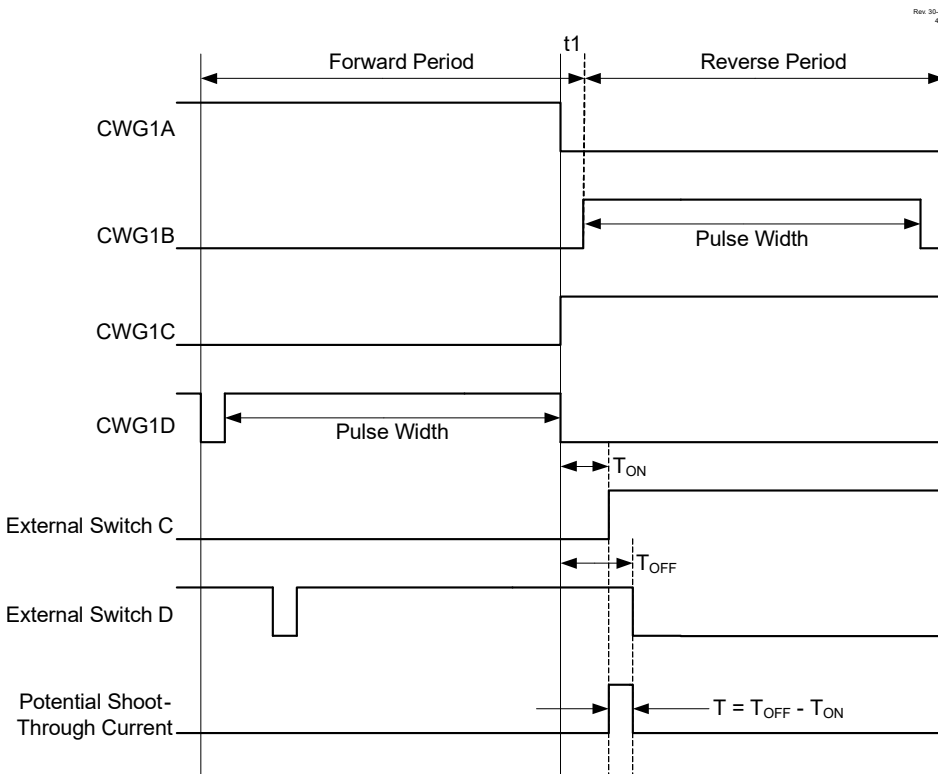 Rev. 30-
4
t1
Forward Period
Reverse Period
CWG1A
CWG1B
Pulse Width
CWG1C
CWG1D
Pulse Width
TON
External Switch C
TOFF
External Switch D
Potential Shoot-
Through Current
T = TOFF - TON